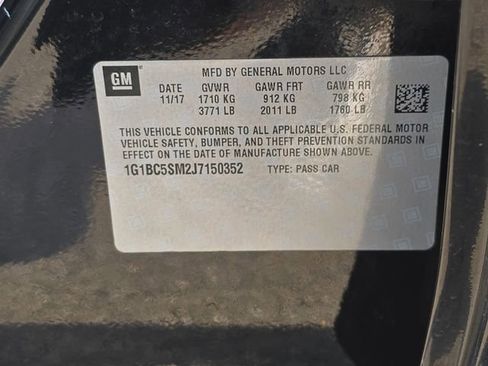 GM
MFD BY GENERAL MOTORS LLC
DATE GVWR GAWR FRT GAWR RR
11/17 1710 KG 912 KG 798 KG
3771 LB 2011 LB 1760 LB
THIS VEHICLE CONFORMS TO ALL APPLICABLE U.S. FEDERAL MOTOR
VEHICLE SAFETY, BUMPER, AND THEFT PREVENTION STANDARDS IN
EFFECT ON THE DATE OF MANUFACTURE SHOWN ABOVE.
1G1BC5SM2J7150352 TYPE: PASS CAR